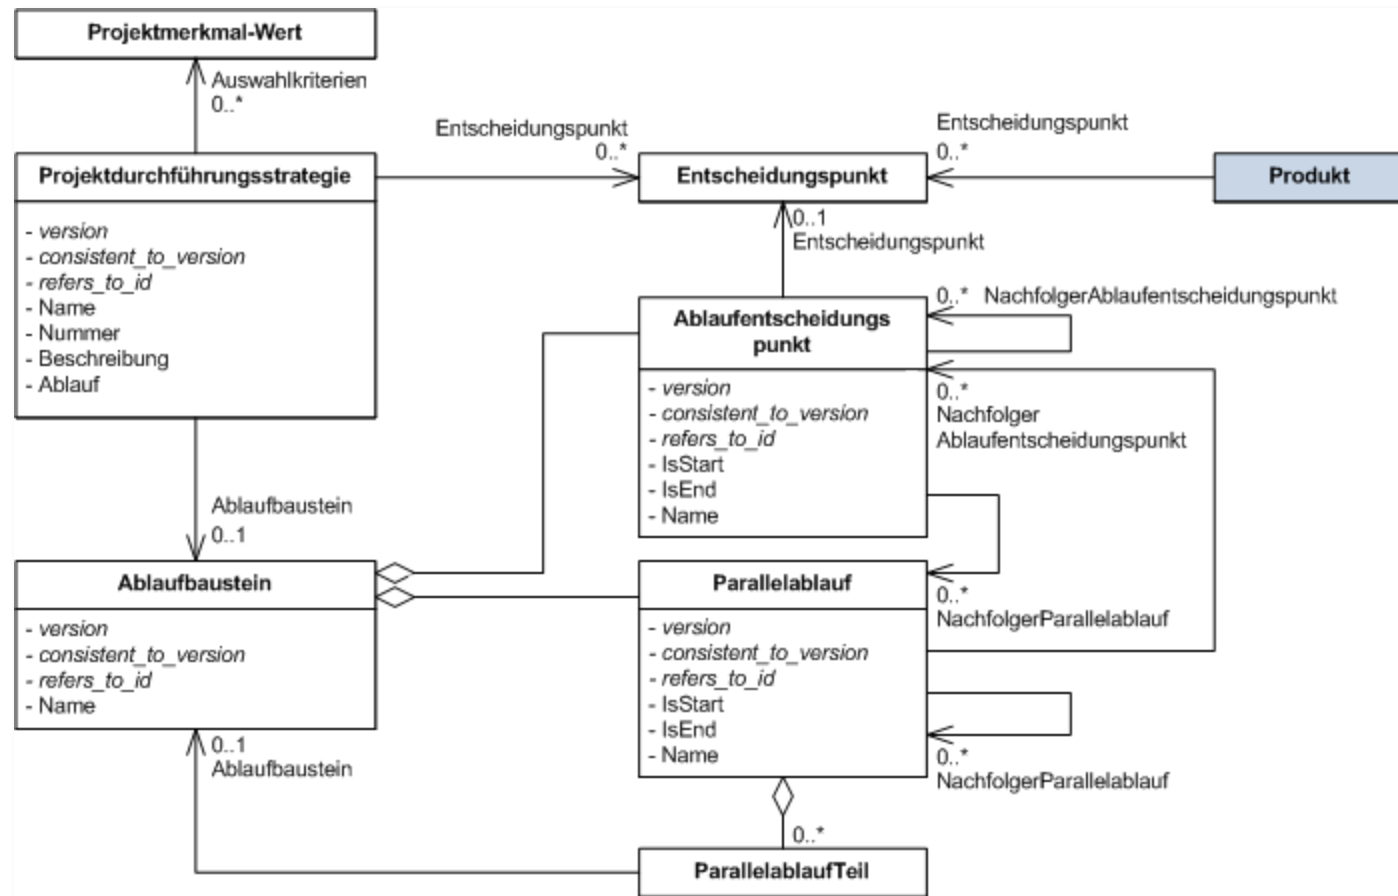 Projektmerkmal-Wert
Auswahlkriterien
0..*
Projektdurchführungsstrategie
- version
- consistent_to_version
- refers_to_id
- Name
- Nummer
- Beschreibung
- Ablauf
Entscheidungspunkt
0..*
Entscheidungspunkt
Entscheidungspunkt
0..*
Produkt
0..1
Entscheidungspunkt
Ablaufentscheidungs
punkt
- version
- consistent_to_version
- refers_to_id
- IsStart
- IsEnd
- Name
0..* NachfolgerAblaufentscheidungspunkt
0..*
Nachfolger
Ablaufentscheidungspunkt
Ablaufbaustein
0..1
Ablaufbaustein
- version
- consistent_to_version
- refers_to_id
- Name
Parallelablauf
- version
- consistent_to_version
- refers_to_id
- IsStart
- IsEnd
- Name
0..*
NachfolgerParallelablauf
0..*
NachfolgerParallelablauf
0..1
Ablaufbaustein
0..*
ParallelablaufTeil